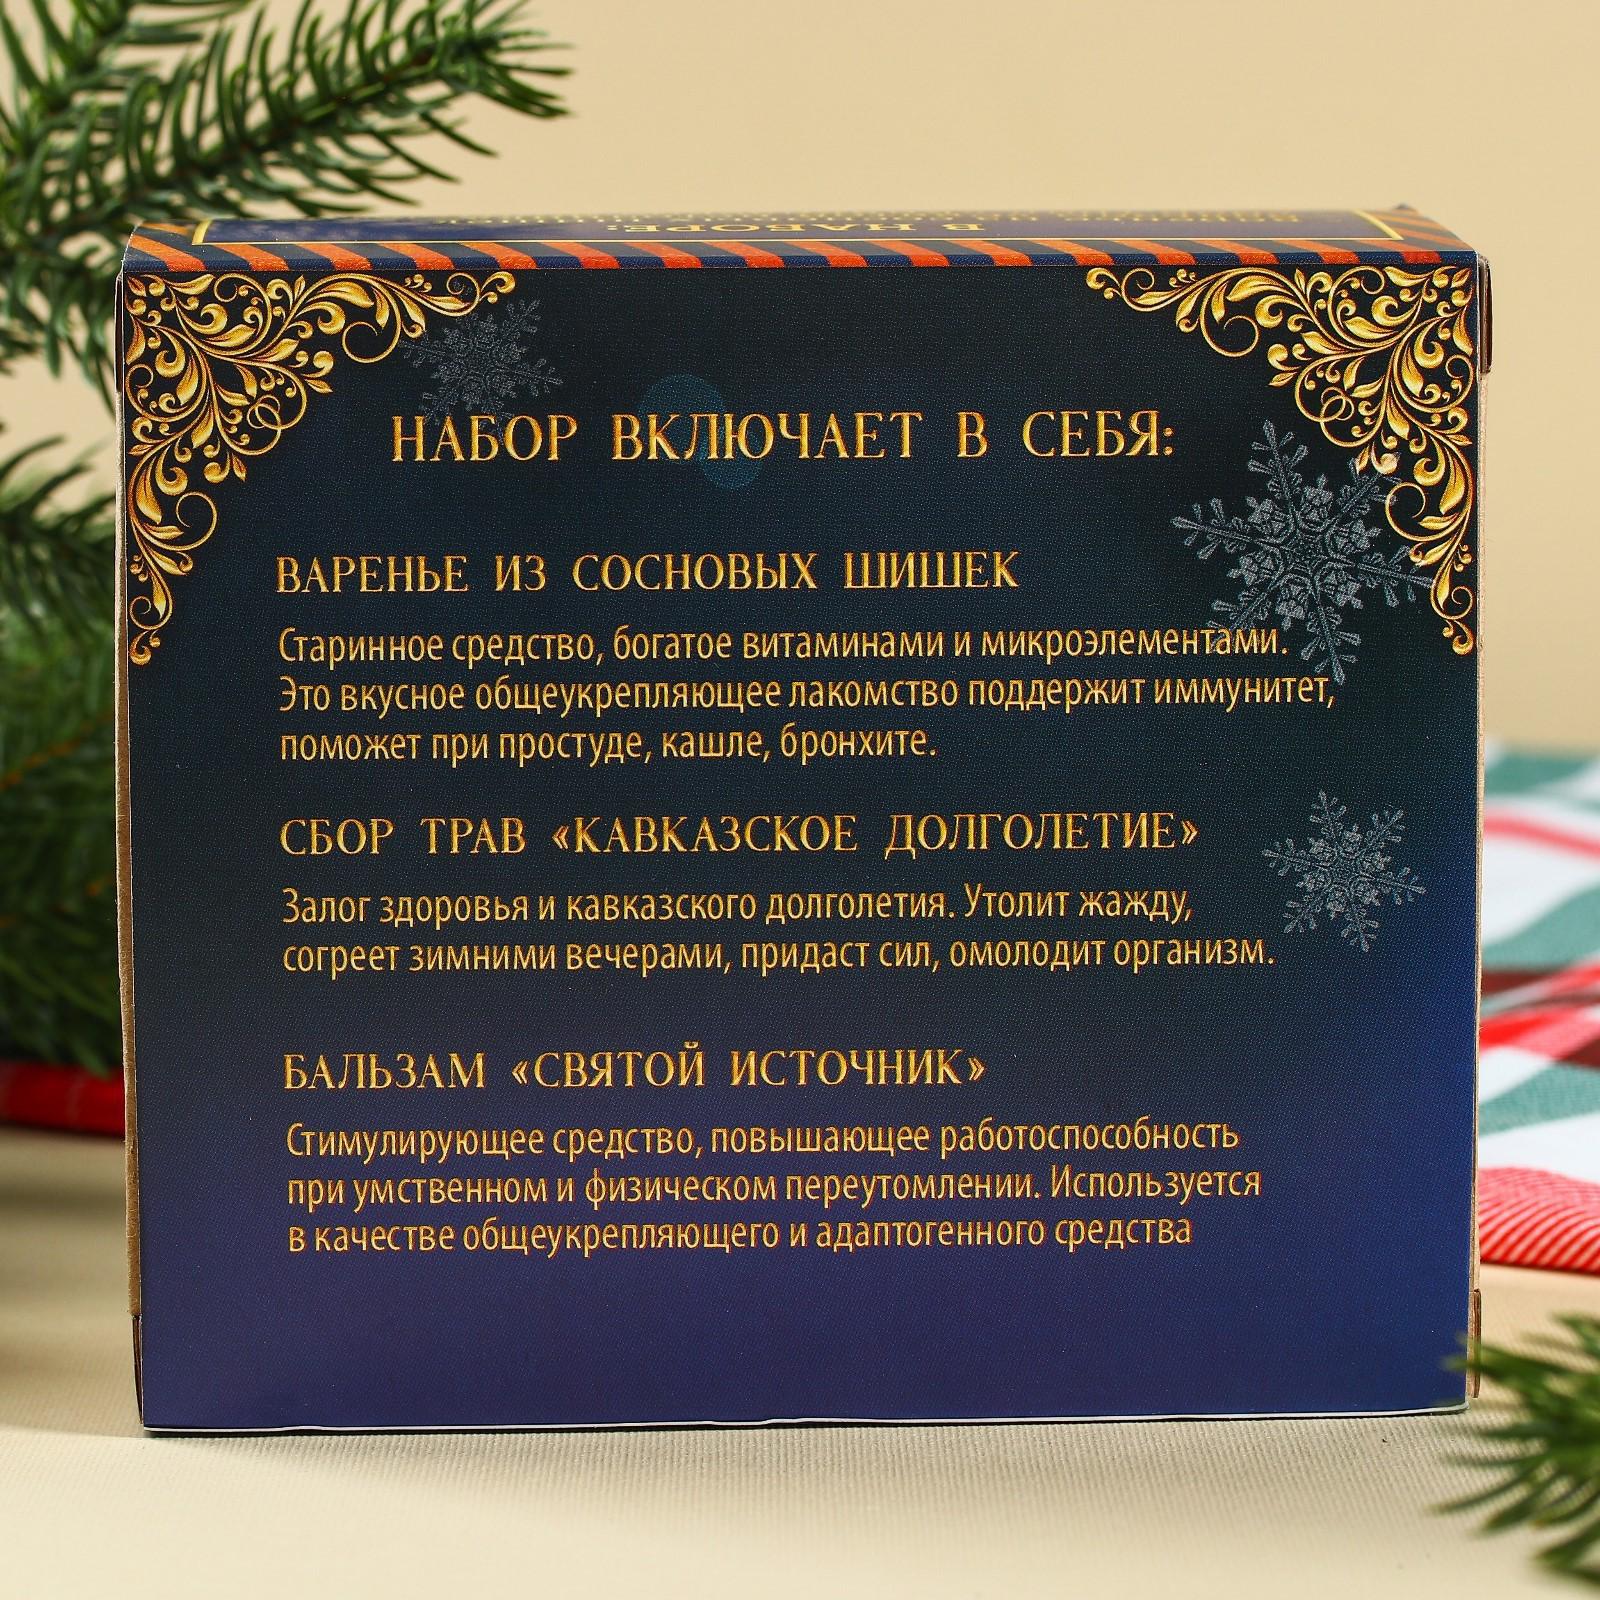 В НАБОРЕ:
НАБОР ВКЛЮЧАЕТ В СЕБЯ:
ВАРЕНЬЕ ИЗ СОСНОВЫХ ШИШЕК
Старинное средство, богатое витаминами и микроэлементами.
Это вкусное общеукрепляющее лакомство поддержит иммунитет,
поможет при простуде, кашле, бронхите.
СБОР ТРАВ «КАВКАЗСКОЕ ДОЛГОЛЕТИЕ»
Залог здоровья и кавказского долголетия. Утолит жажду,
согреет зимними вечерами, придаст сил, омолодит организм.
БАЛЬЗАМ «СВЯТОЙ ИСТОЧНИК»
Стимулирующее средство, повышающее работоспособность
при умственном и физическом переутомлении. Используется
в качестве общеукрепляющего и адаптогенного средства